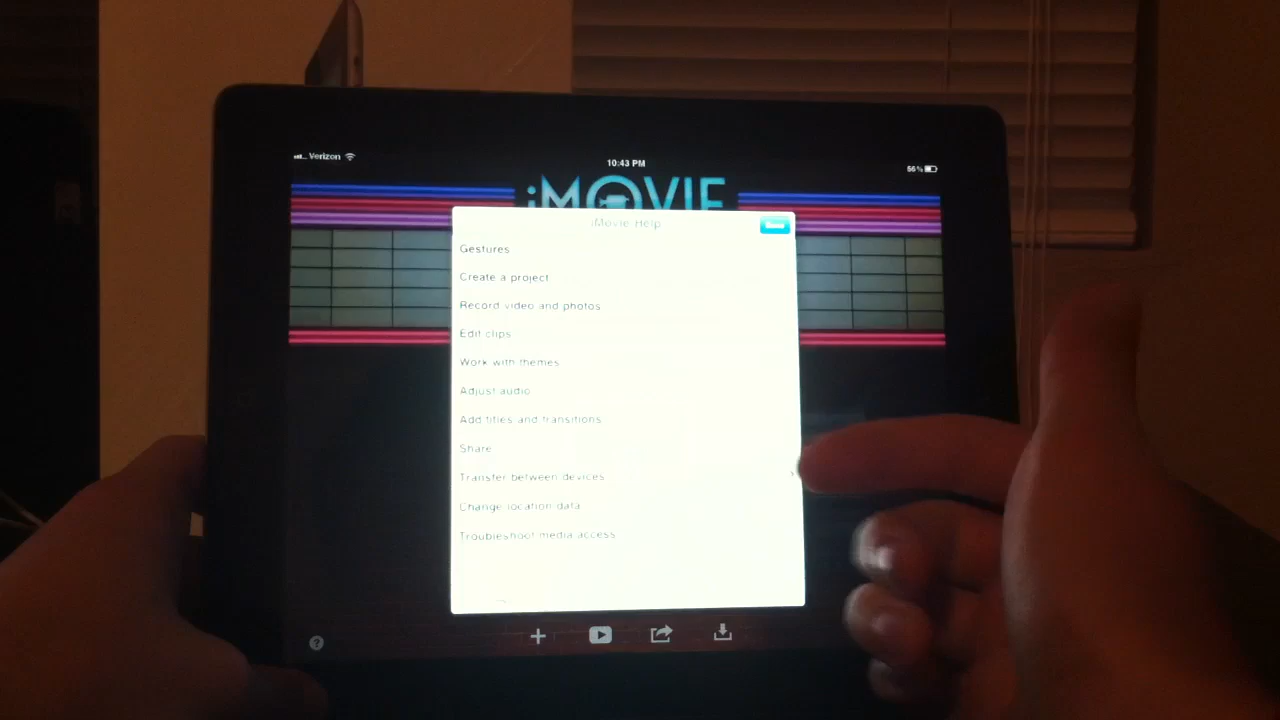 Verizon
10:43 PM
56%
iMOVIE
iMovie Help
Done
Gestures
Create a project
Record video and photos
Edit clips
Work with themes
Adjust audio
Add titles and transitions
Share
Transfer between devices
Change location data
Troubleshoot media access
?